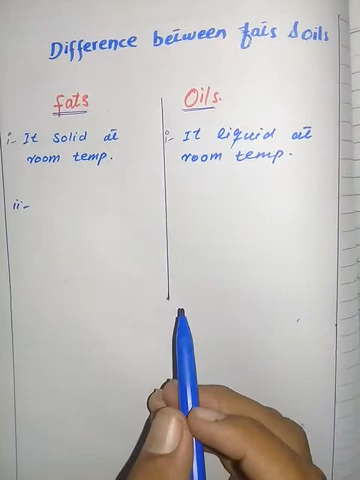 Difference between fats & oils
fats
i:- It solid at
room temp.
ii:-
Oils.
i:- It liquid at
room temp.